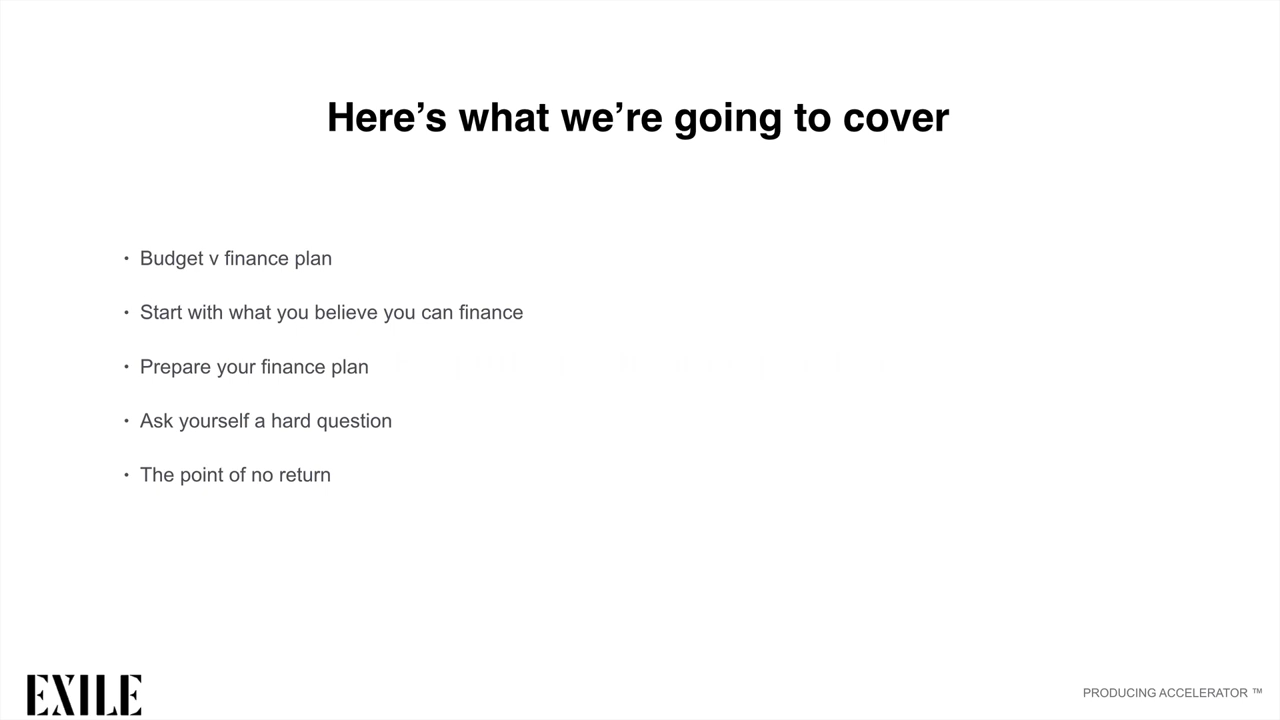 Here’s what we’re going to cover
• Budget v finance plan
• Start with what you believe you can finance
• Prepare your finance plan
• Ask yourself a hard question
• The point of no return
EXILE
PRODUCING ACCELERATOR ™